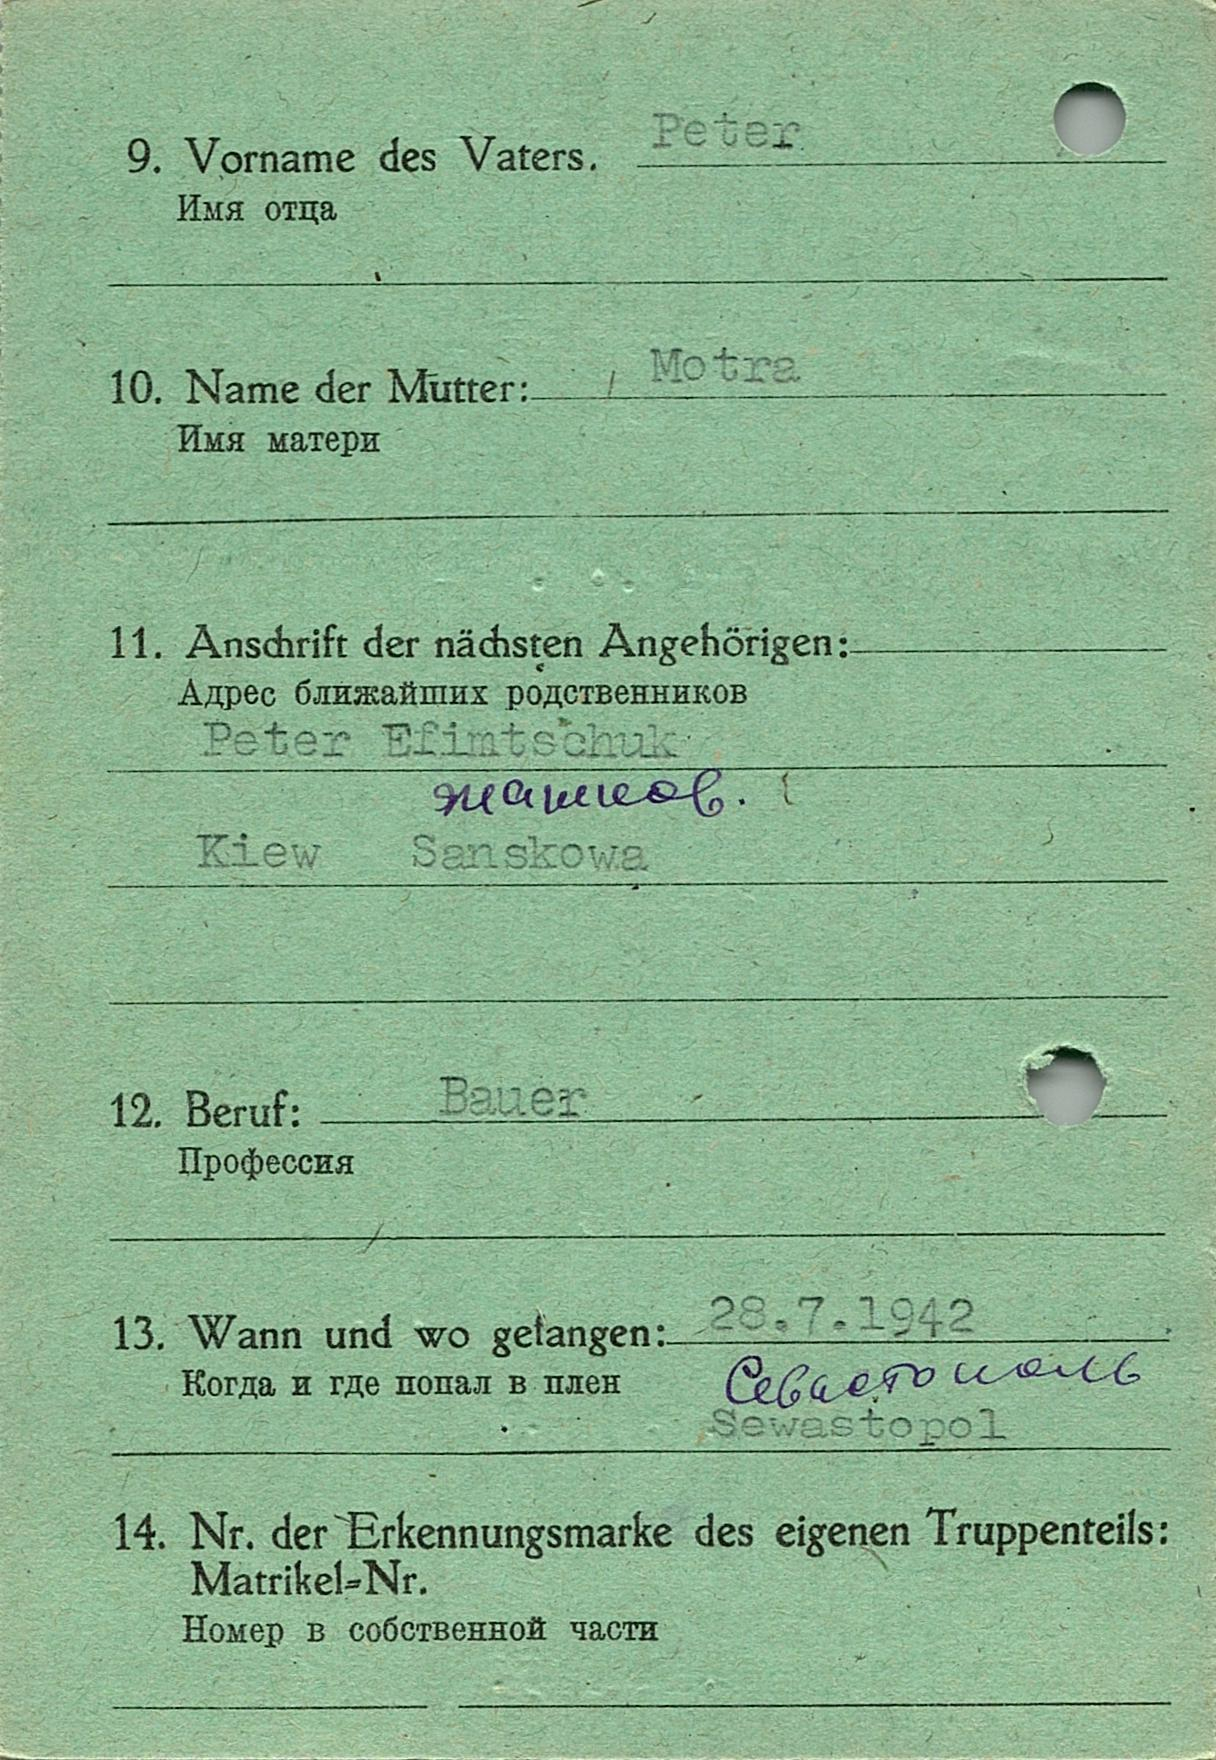 9. Vorname des Vaters. Peter
Имя отца
10. Name der Mutter: Motra
Имя матери
11. Anschrift der nächsten Angehörigen:
Адрес ближайших родственников
Peter Efimtschuk
Kiew Sanskowa
12. Beruf: Bauer
Профессия
13. Wann und wo gefangen: 28.7.1942
Когда и где попал в плен Севастополь
Sewastopol
14. Nr. der Erkennungsmarke des eigenen Truppenteils:
Matrikel=Nr.
Номер в собственной части